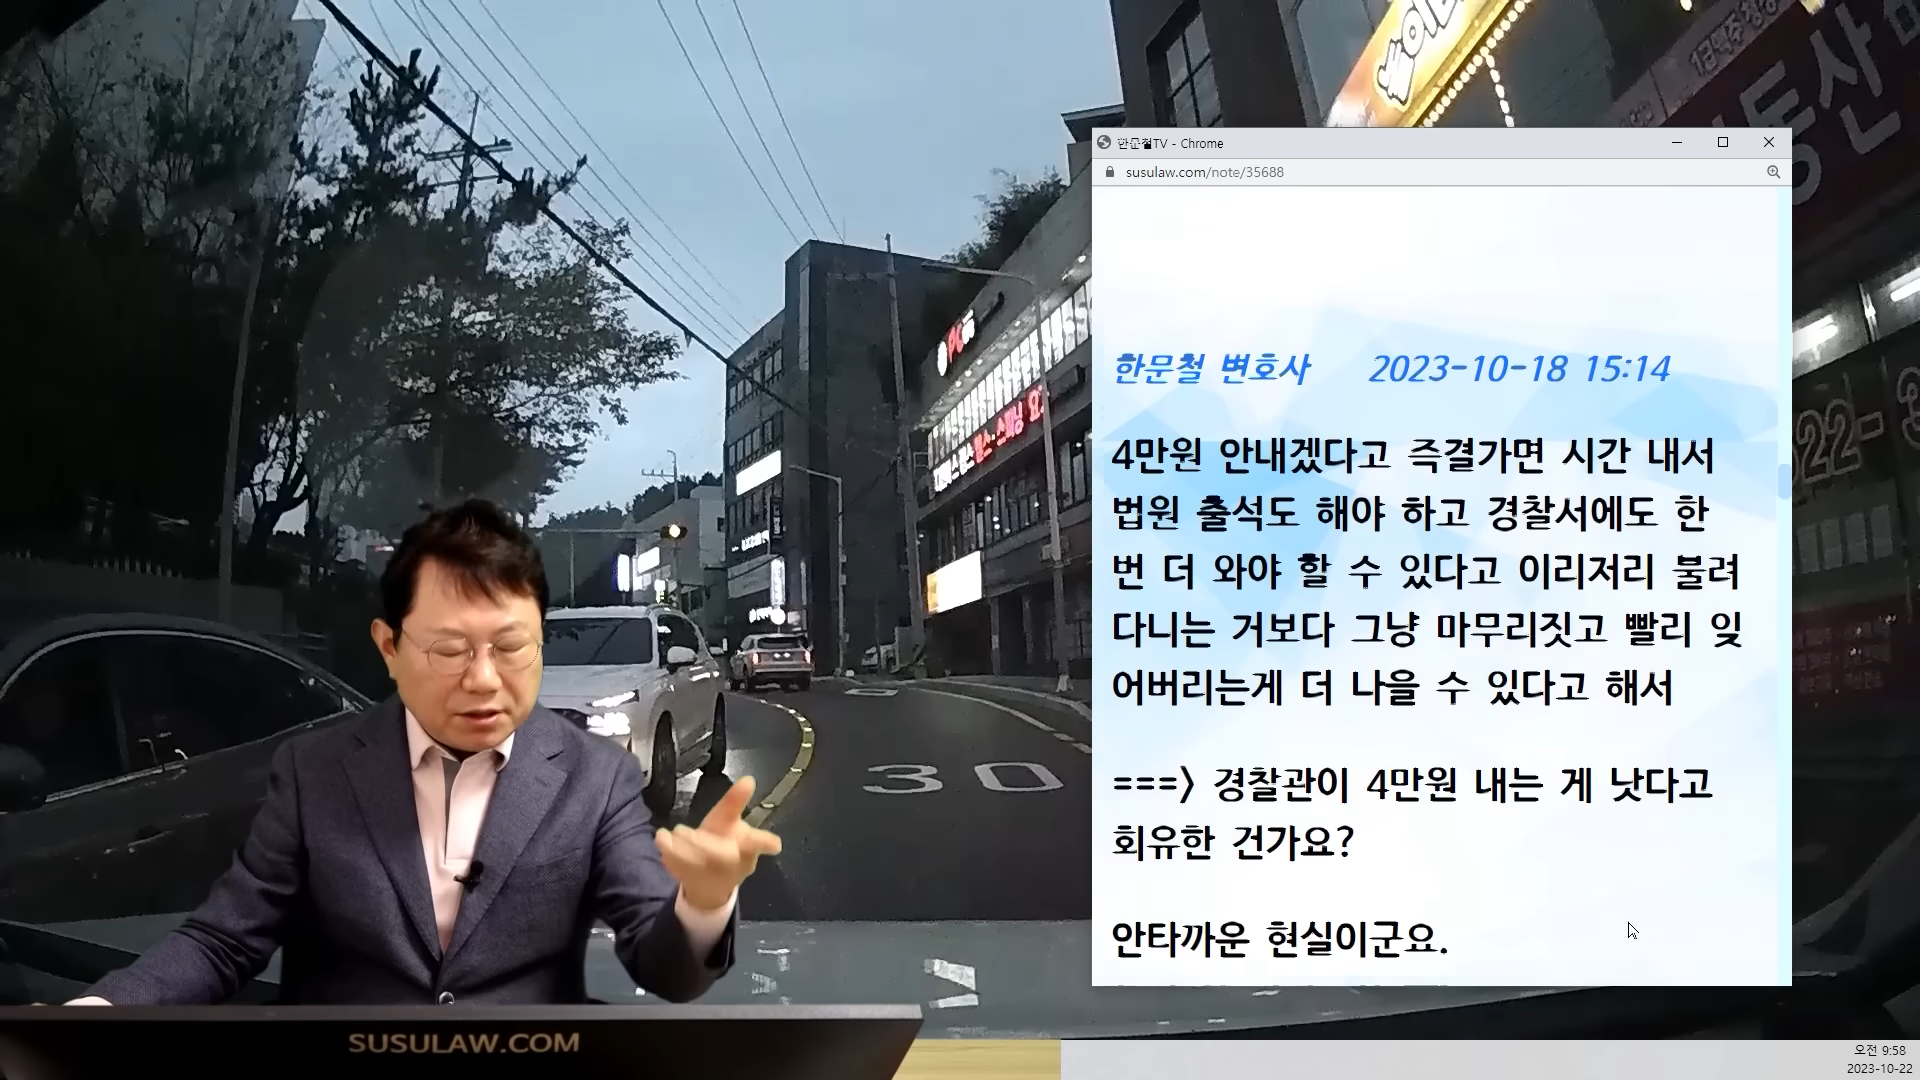 한문철TV - Chrome
susulaw.com/note/35688
한문철 변호사 2023-10-18 15:14
4만원 안내겠다고 즉결가면 시간 내서
법원 출석도 해야 하고 경찰서에도 한
번 더 와야 할 수 있다고 이리저리 불려
다니는 거보다 그냥 마무리짓고 빨리 잊
어버리는게 더 나을 수 있다고 해서
===> 경찰관이 4만원 내는 게 낫다고
회유한 건가요?
안타까운 현실이군요.
PC
30
22-3
SUSULAW.COM
오전 9:58
2023-10-22